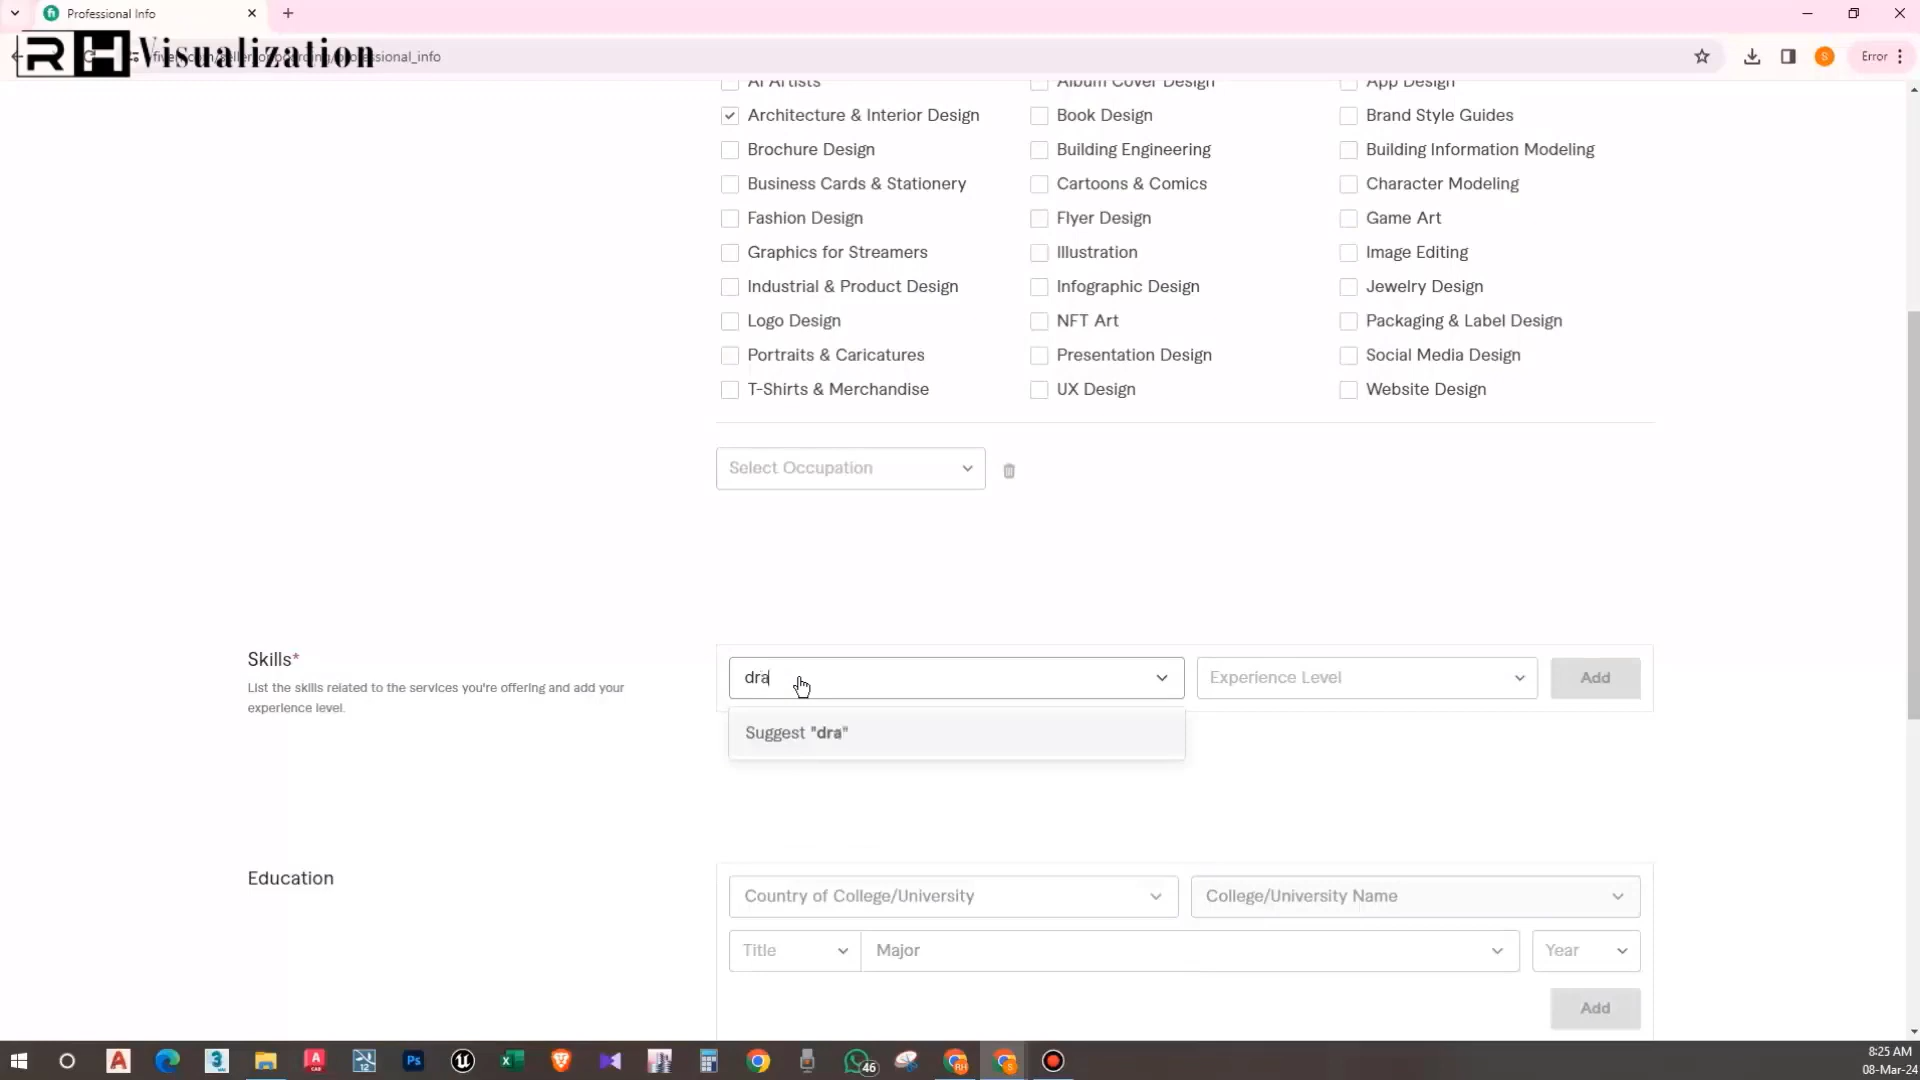 Professional Info
RH Visualization
Error
AI Artists
Album Cover Design
App Design
Architecture & Interior Design
Book Design
Brand Style Guides
Brochure Design
Building Engineering
Building Information Modeling
Business Cards & Stationery
Cartoons & Comics
Character Modeling
Fashion Design
Flyer Design
Game Art
Graphics for Streamers
Illustration
Image Editing
Industrial & Product Design
Infographic Design
Jewelry Design
Logo Design
NFT Art
Packaging & Label Design
Portraits & Caricatures
Presentation Design
Social Media Design
T-Shirts & Merchandise
UX Design
Website Design
Select Occupation
Skills*
List the skills related to the services you're offering and add your
experience level.
dra
Experience Level
Add
Suggest "dra"
Education
Country of College/University
College/University Name
Title
Major
Year
Add
46
8:25 AM
08-Mar-24